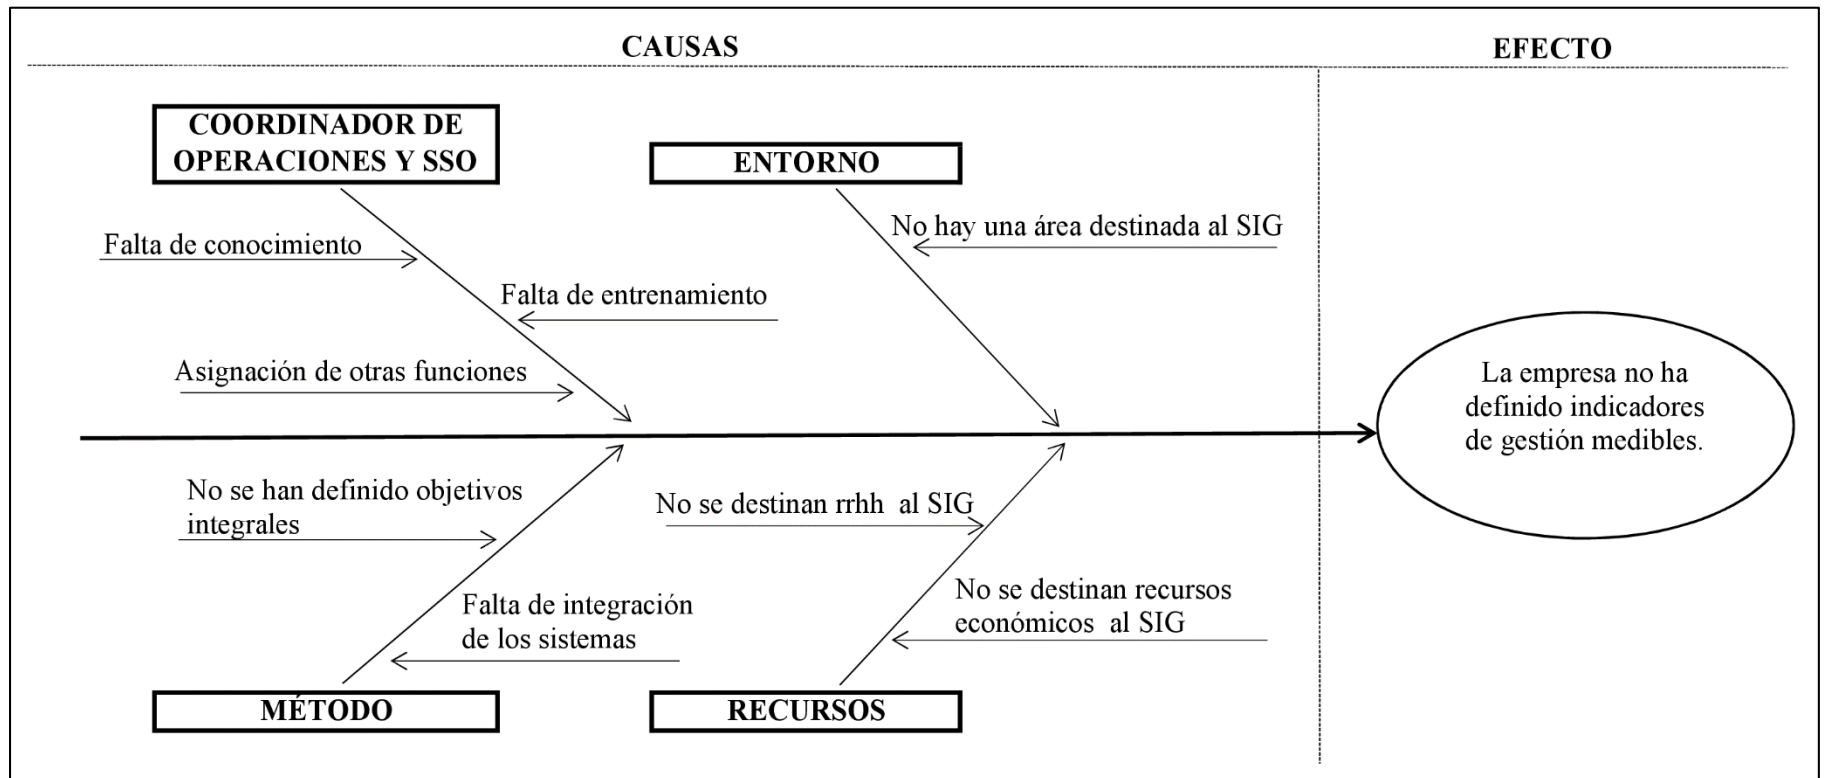 CAUSAS
EFECTO
COORDINADOR DE
OPERACIONES Y SSO
ENTORNO
No hay una área destinada al SIG
Falta de conocimiento
Falta de entrenamiento
Asignación de otras funciones
La empresa no ha
definido indicadores
de gestión medibles.
No se han definido objetivos
integrales
No se destinan rrhh al SIG
Falta de integración
de los sistemas
No se destinan recursos
económicos al SIG
MÉTODO
RECURSOS